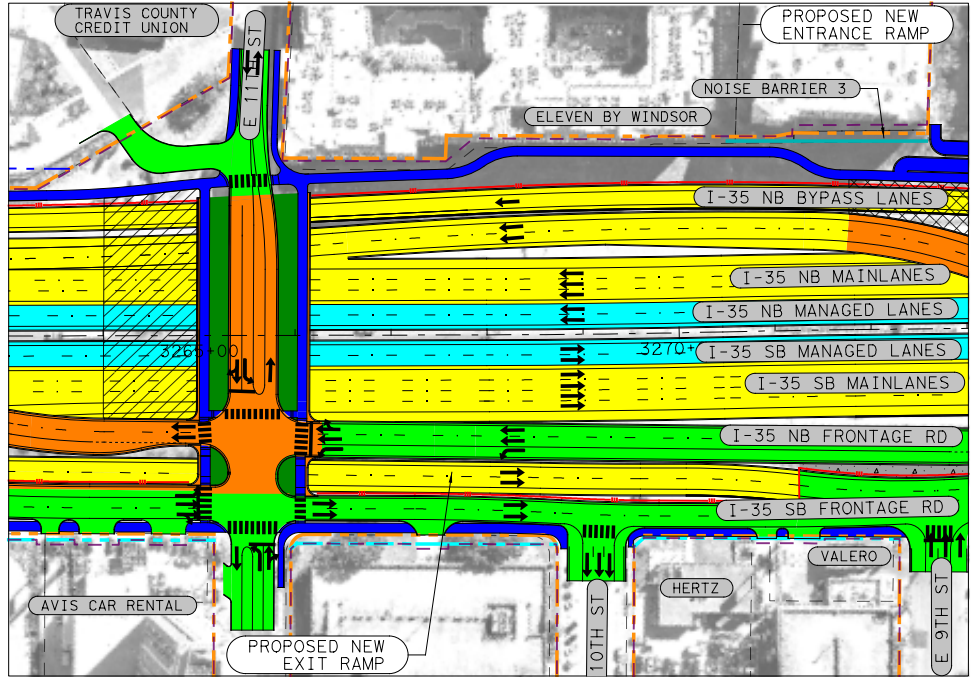 TRAVIS COUNTY
CREDIT UNION
E 11TH ST
PROPOSED NEW
ENTRANCE RAMP
NOISE BARRIER 3
ELEVEN BY WINDSOR
I-35 NB BYPASS LANES
I-35 NB MAINLANES
I-35 NB MANAGED LANES
3265+00
3270+
I-35 SB MANAGED LANES
I-35 SB MAINLANES
I-35 NB FRONTAGE RD
I-35 SB FRONTAGE RD
VALERO
HERTZ
AVIS CAR RENTAL
10TH ST
E 9TH ST
PROPOSED NEW
EXIT RAMP